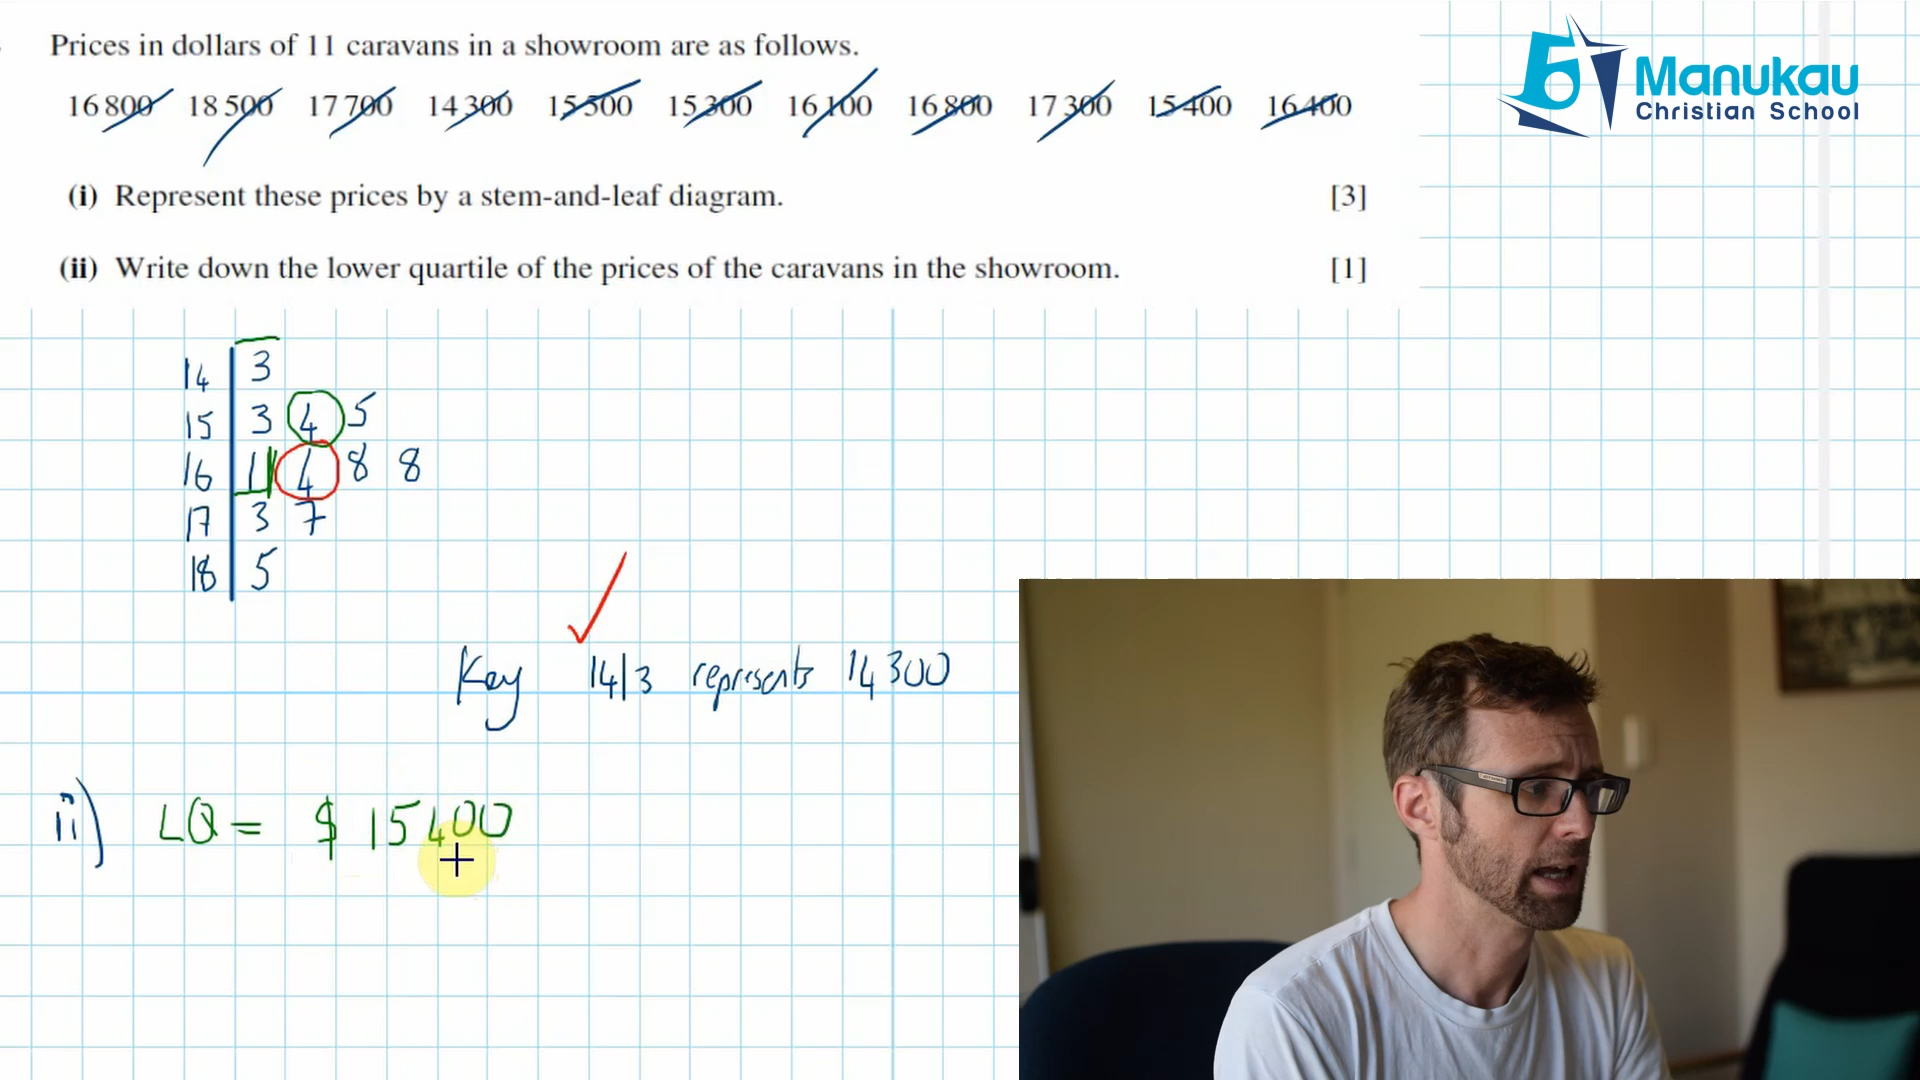 Prices in dollars of 11 caravans in a showroom are as follows.
16 800 18 500 17 700 14 300 15 500 15 300 16 100 16 800 17 300 15 400 16 400
(i) Represent these prices by a stem-and-leaf diagram. [3]
(ii) Write down the lower quartile of the prices of the caravans in the showroom. [1]
Manukau
Christian School
14 | 3
15 | 3 4 5
16 | 1 4 8 8
17 | 3 7
18 | 5
Key 14|3 represents 14 300
ii) LQ = $ 15 400